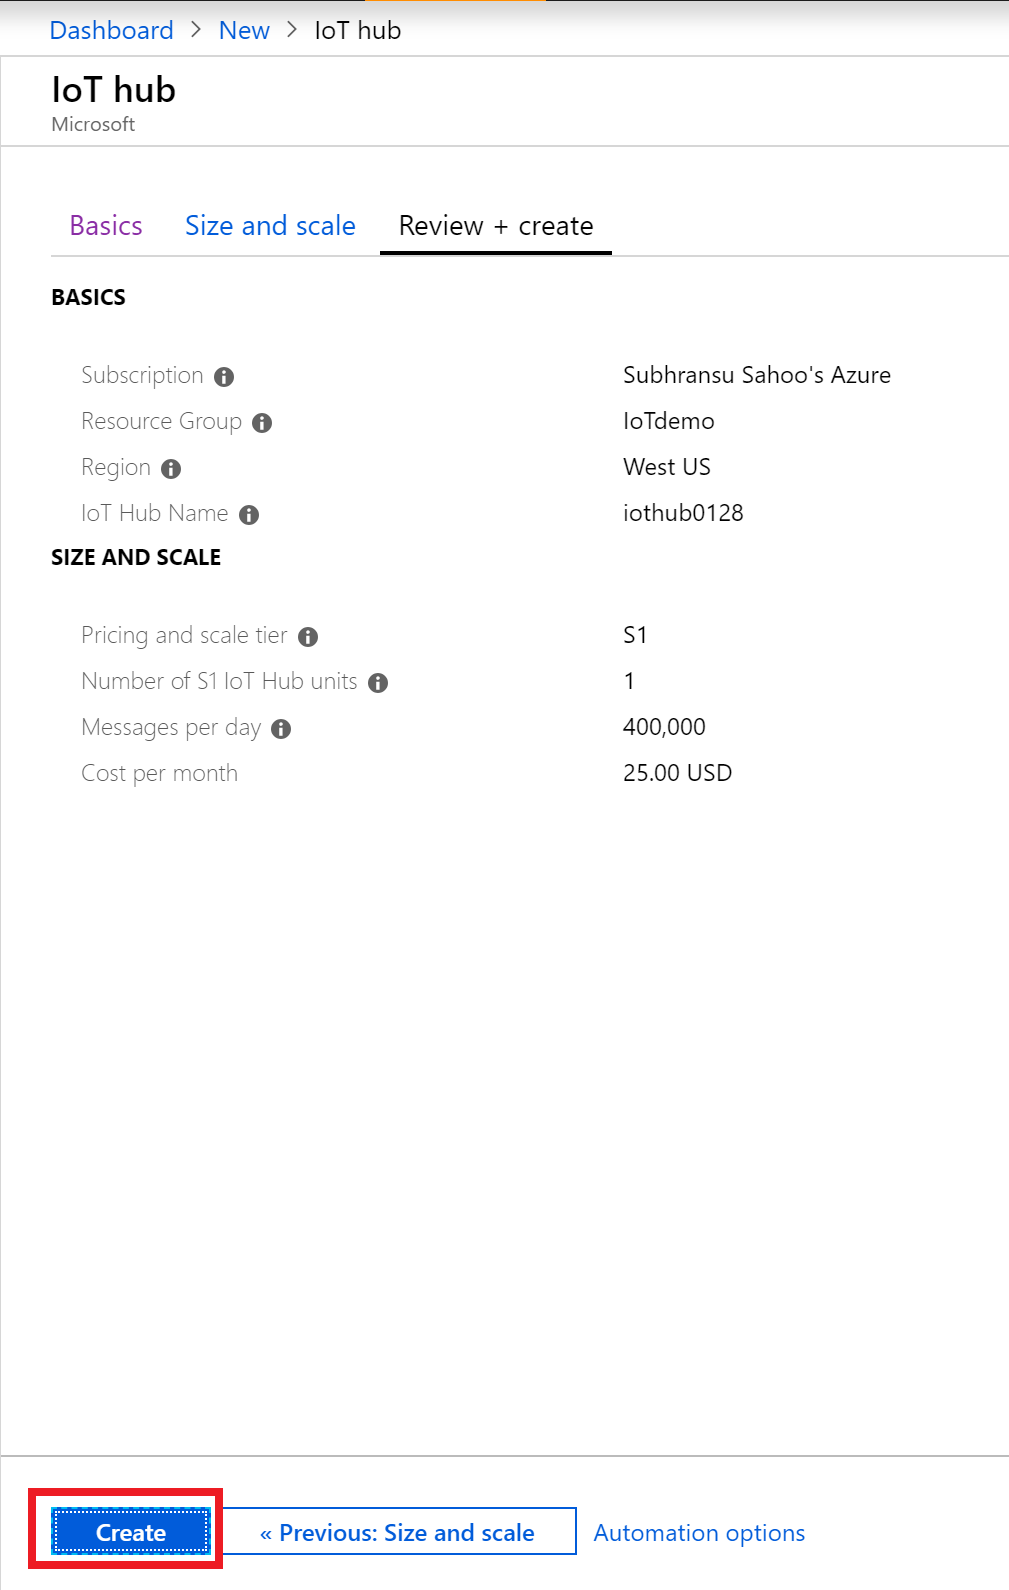 Dashboard > New > IoT hub
IoT hub
Microsoft
Basics Size and scale Review + create
BASICS
Subscription Subhransu Sahoo's Azure
Resource Group IoTdemo
Region West US
IoT Hub Name iothub0128
SIZE AND SCALE
Pricing and scale tier S1
Number of S1 IoT Hub units 1
Messages per day 400,000
Cost per month 25.00 USD
Create « Previous: Size and scale Automation options